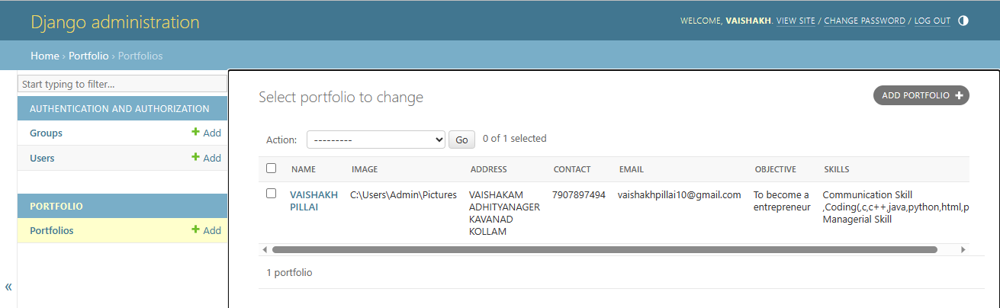 Django administration
WELCOME, VAISHAKH. VIEW SITE / CHANGE PASSWORD / LOG OUT
Home › Portfolio › Portfolios
Start typing to filter...
AUTHENTICATION AND AUTHORIZATION
Groups + Add
Users + Add
PORTFOLIO
Portfolios + Add
«
Select portfolio to change
ADD PORTFOLIO +
Action: --------- Go 0 of 1 selected
NAME IMAGE ADDRESS CONTACT EMAIL OBJECTIVE SKILLS
VAISHAKH
PILLAI
C:\Users\Admin\Pictures
VAISHAKAM
ADHITYANAGER
KAVANAD
KOLLAM
7907897494
vaishakhpillai10@gmail.com
To become a
entrepreneur
Communication Skill
,Coding(,c,c++,java,python,html,p
Managerial Skill
1 portfolio